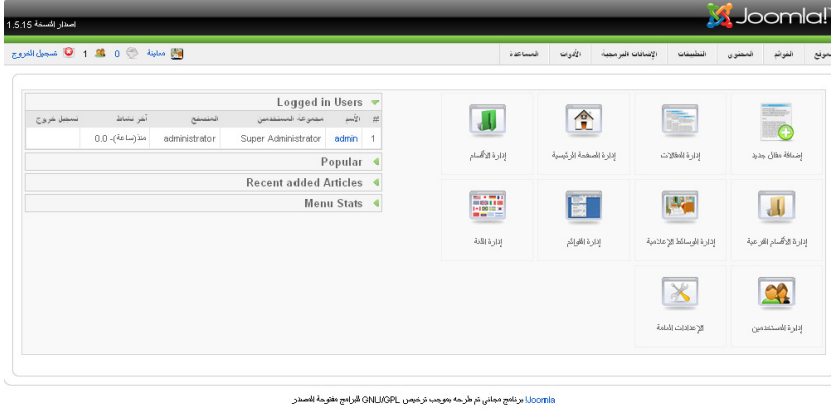 Joomla!
اصدار النسخة 1.5.15
الموقع القوائم المحتوى التطبيقات الإضافات البرمجية الأدوات المساعدة
معاينة 0 1 تسجيل الخروج
إضافة مقال جديد
إدارة المقالات
إدارة الصفحة الرئيسية
إدارة الأقسام
إدارة الأقسام الفرعية
إدارة الوسائط الإعلامية
إدارة القوائم
إدارة اللغة
إدارة المستخدمين
الإعدادات العامة
Logged in Users
# الأسم مجموعة المستخدمين المتصفح آخر نشاط تسجيل خروج
1 admin Super Administrator administrator 0.0 -(ساعة)منذ
Popular
Recent added Articles
Menu Stats
Joomla! برنامج مجاني تم طرحه بموجب ترخيص GNU/GPL للبرامج مفتوحة المصدر